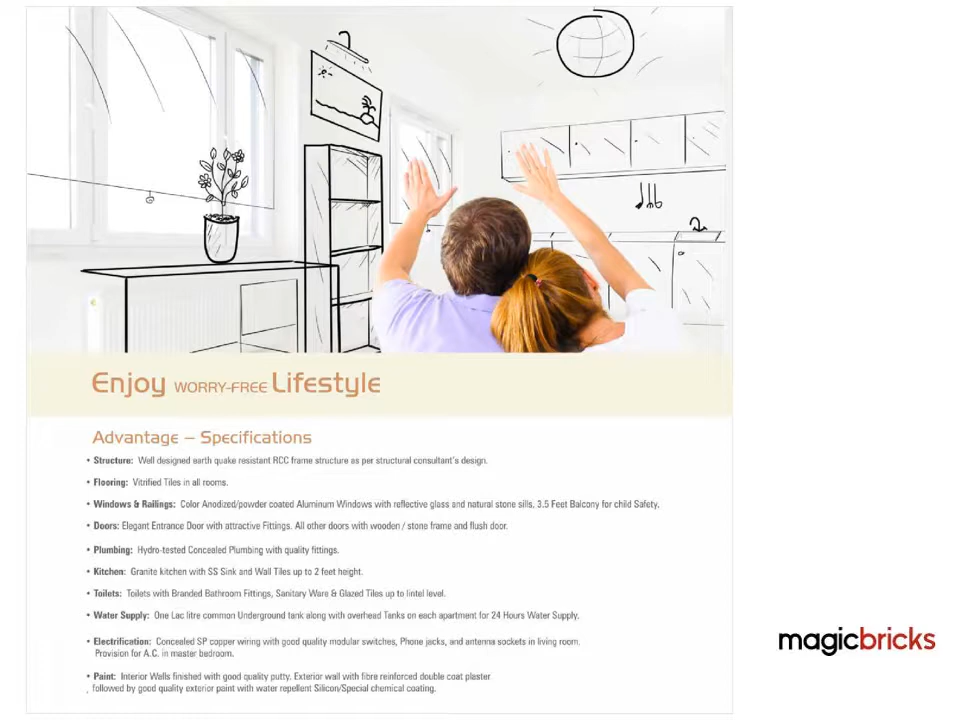 Enjoy WORRY-FREE Lifestyle
Advantage – Specifications
• Structure: Well designed earth quake resistant RCC frame structure as per structural consultant's design.
• Flooring: Vitrified Tiles in all rooms.
• Windows & Railings: Color Anodized/powder coated Aluminum Windows with reflective glass and natural stone sills, 3.5 Feet Balcony for child Safety.
• Doors: Elegant Entrance Door with attractive Fittings. All other doors with wooden / stone frame and flush door.
• Plumbing: Hydro-tested Concealed Plumbing with quality fittings.
• Kitchen: Granite kitchen with SS Sink and Wall Tiles up to 2 feet height.
• Toilets: Toilets with Branded Bathroom Fittings, Sanitary Ware & Glazed Tiles up to lintel level.
• Water Supply: One Lac litre common Underground tank along with overhead Tanks on each apartment for 24 Hours Water Supply.
• Electrification: Concealed SP copper wiring with good quality modular switches, Phone jacks, and antenna sockets in living room.
Provision for A.C. in master bedroom.
• Paint: Interior Walls finished with good quality putty. Exterior wall with fibre reinforced double coat plaster
followed by good quality exterior paint with water repellent Silicon/Special chemical coating.
magicbricks